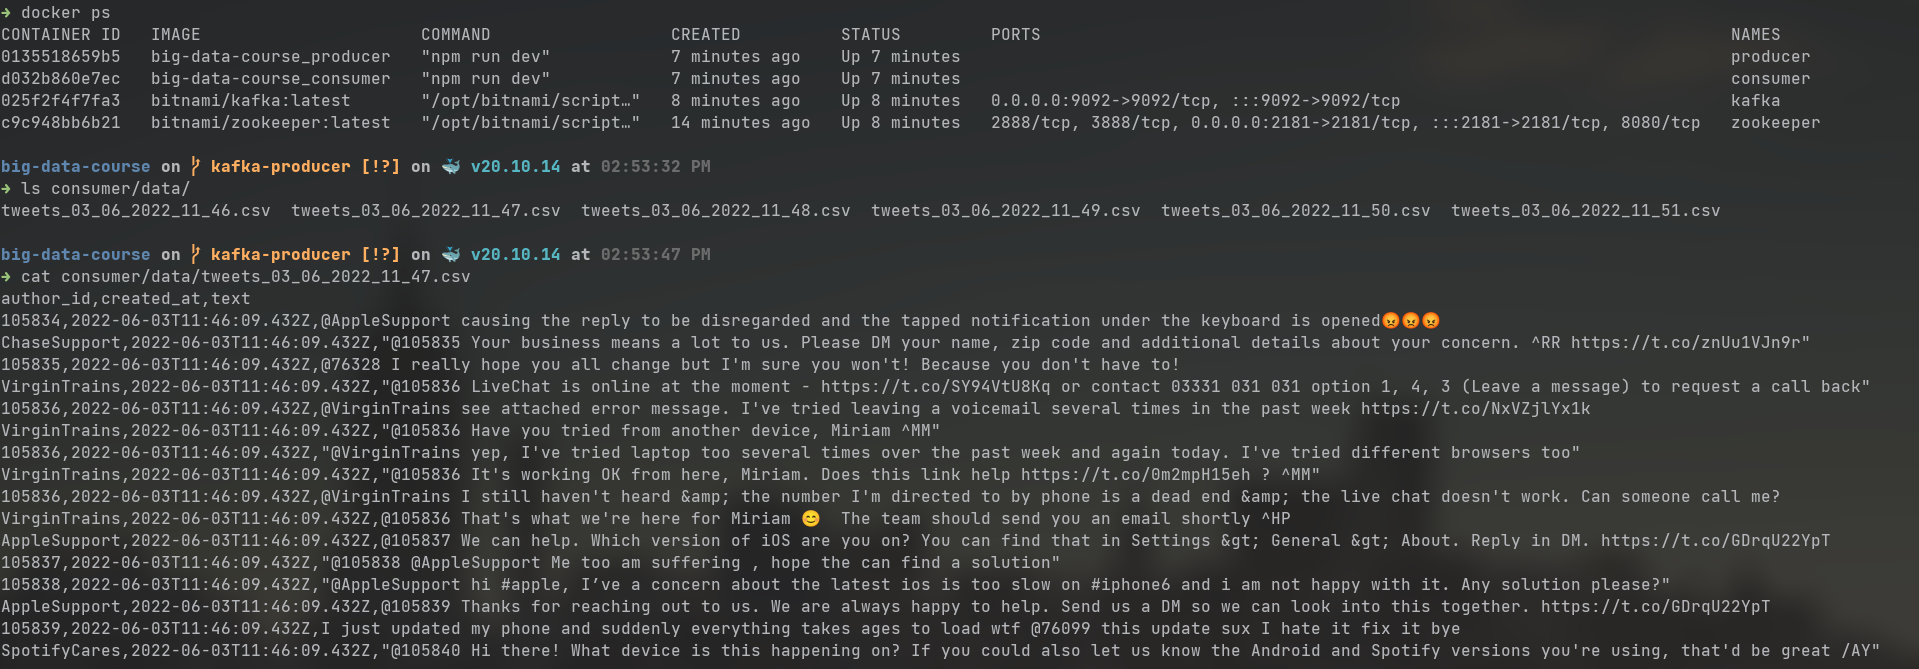 ➜ docker ps
CONTAINER ID   IMAGE                      COMMAND                  CREATED          STATUS         PORTS                                                                     NAMES
0135518659b5   big-data-course_producer   "npm run dev"            7 minutes ago    Up 7 minutes                                                                             producer
d032b860e7ec   big-data-course_consumer   "npm run dev"            7 minutes ago    Up 7 minutes                                                                             consumer
025f2f4f7fa3   bitnami/kafka:latest       "/opt/bitnami/script…"   8 minutes ago    Up 8 minutes   0.0.0.0:9092->9092/tcp, :::9092->9092/tcp                                 kafka
c9c948bb6b21   bitnami/zookeeper:latest   "/opt/bitnami/script…"   14 minutes ago   Up 8 minutes   2888/tcp, 3888/tcp, 0.0.0.0:2181->2181/tcp, :::2181->2181/tcp, 8080/tcp   zookeeper
big-data-course on kafka-producer [!?] on 🐳 v20.10.14 at 02:53:32 PM
➜ ls consumer/data/
tweets_03_06_2022_11_46.csv  tweets_03_06_2022_11_47.csv  tweets_03_06_2022_11_48.csv  tweets_03_06_2022_11_49.csv  tweets_03_06_2022_11_50.csv  tweets_03_06_2022_11_51.csv
big-data-course on kafka-producer [!?] on 🐳 v20.10.14 at 02:53:47 PM
➜ cat consumer/data/tweets_03_06_2022_11_47.csv
author_id,created_at,text
105834,2022-06-03T11:46:09.432Z,@AppleSupport causing the reply to be disregarded and the tapped notification under the keyboard is opened😡😡😡
ChaseSupport,2022-06-03T11:46:09.432Z,"@105835 Your business means a lot to us. Please DM your name, zip code and additional details about your concern. ^RR https://t.co/znUu1VJn9r"
105835,2022-06-03T11:46:09.432Z,@76328 I really hope you all change but I'm sure you won't! Because you don't have to!
VirginTrains,2022-06-03T11:46:09.432Z,"@105836 LiveChat is online at the moment - https://t.co/SY94VtU8Kq or contact 03331 031 031 option 1, 4, 3 (Leave a message) to request a call back"
105836,2022-06-03T11:46:09.432Z,@VirginTrains see attached error message. I've tried leaving a voicemail several times in the past week https://t.co/NxVZjlYx1k
VirginTrains,2022-06-03T11:46:09.432Z,"@105836 Have you tried from another device, Miriam ^MM"
105836,2022-06-03T11:46:09.432Z,"@VirginTrains yep, I've tried laptop too several times over the past week and again today. I've tried different browsers too"
VirginTrains,2022-06-03T11:46:09.432Z,"@105836 It's working OK from here, Miriam. Does this link help https://t.co/0m2mpH15eh ? ^MM"
105836,2022-06-03T11:46:09.432Z,@VirginTrains I still haven't heard &amp; the number I'm directed to by phone is a dead end &amp; the live chat doesn't work. Can someone call me?
VirginTrains,2022-06-03T11:46:09.432Z,@105836 That's what we're here for Miriam 😊  The team should send you an email shortly ^HP
AppleSupport,2022-06-03T11:46:09.432Z,@105837 We can help. Which version of iOS are you on? You can find that in Settings &gt; General &gt; About. Reply in DM. https://t.co/GDrqU22YpT
105837,2022-06-03T11:46:09.432Z,"@105838 @AppleSupport Me too am suffering , hope the can find a solution"
105838,2022-06-03T11:46:09.432Z,"@AppleSupport hi #apple, I’ve a concern about the latest ios is too slow on #iphone6 and i am not happy with it. Any solution please?"
AppleSupport,2022-06-03T11:46:09.432Z,@105839 Thanks for reaching out to us. We are always happy to help. Send us a DM so we can look into this together. https://t.co/GDrqU22YpT
105839,2022-06-03T11:46:09.432Z,I just updated my phone and suddenly everything takes ages to load wtf @76099 this update sux I hate it fix it bye
SpotifyCares,2022-06-03T11:46:09.432Z,"@105840 Hi there! What device is this happening on? If you could also let us know the Android and Spotify versions you're using, that'd be great /AY"